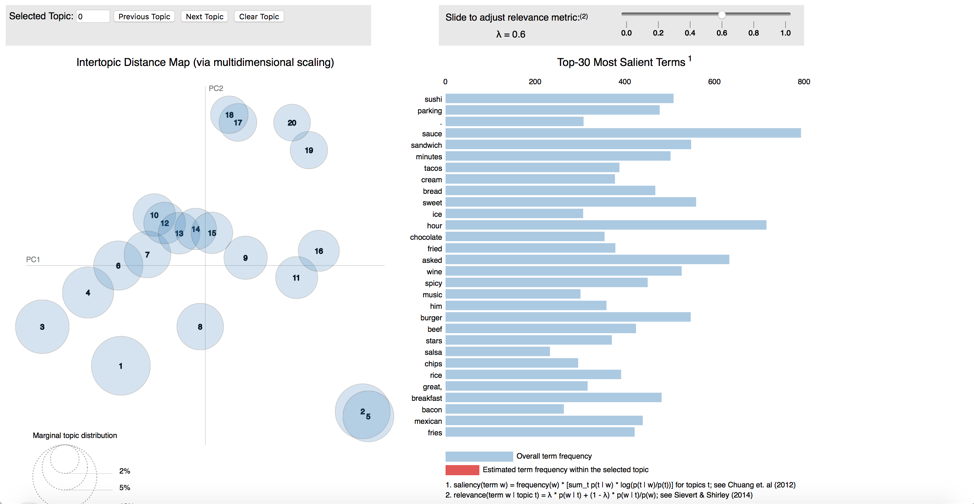 Selected Topic: 0 Previous Topic Next Topic Clear Topic
Slide to adjust relevance metric:(2)
λ = 0.6
0.0 0.2 0.4 0.6 0.8 1.0
Intertopic Distance Map (via multidimensional scaling)
PC2
PC1
18
17
20
19
10
12
13
14
15
7
9
16
6
11
4
3
8
1
2
5
Marginal topic distribution
2%
5%
Top-30 Most Salient Terms 1
0 200 400 600 800
sushi
parking
-
sauce
sandwich
minutes
tacos
cream
bread
sweet
ice
hour
chocolate
fried
asked
wine
spicy
music
him
burger
beef
stars
salsa
chips
rice
great,
breakfast
bacon
mexican
fries
Overall term frequency
Estimated term frequency within the selected topic
1. saliency(term w) = frequency(w) * [sum_t p(t | w) * log(p(t | w)/p(t))] for topics t; see Chuang et. al (2012)
2. relevance(term w | topic t) = λ * p(w | t) + (1 - λ) * p(w | t)/p(w); see Sievert & Shirley (2014)